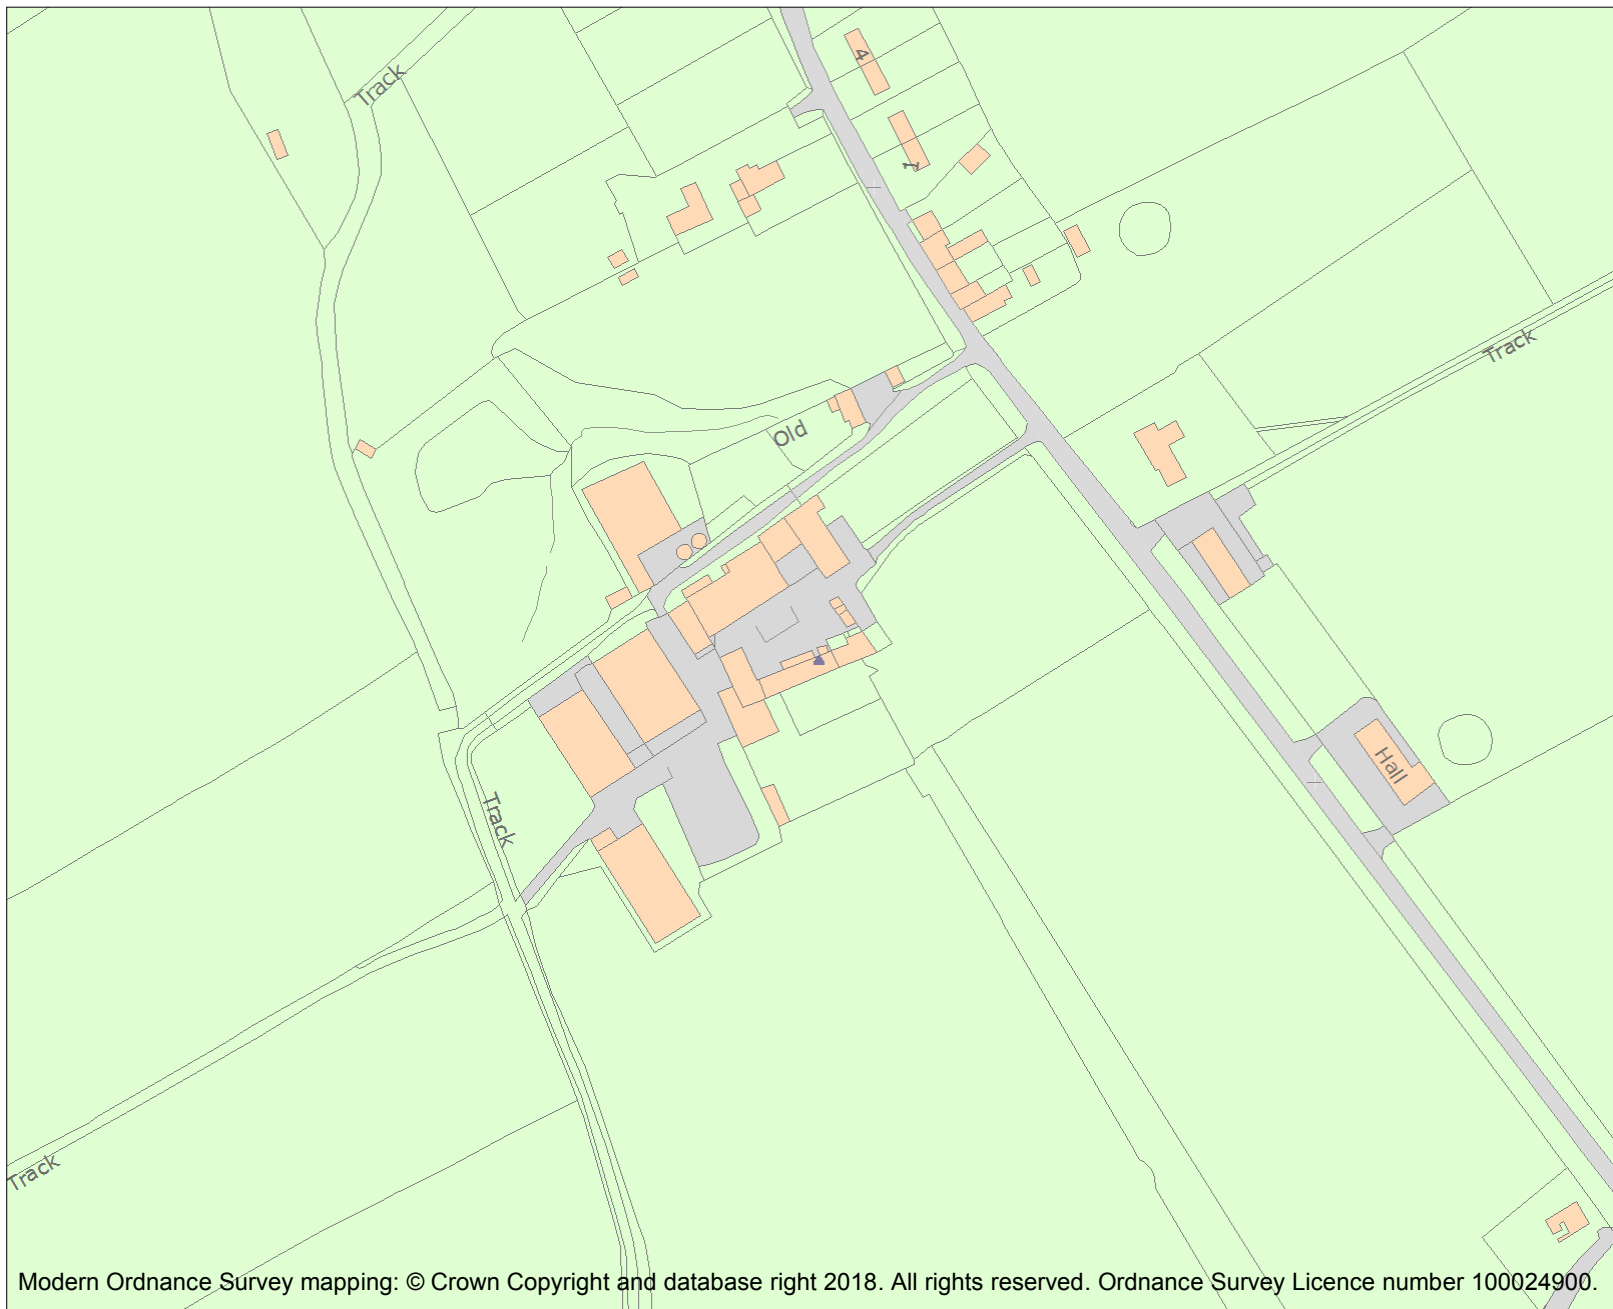 Track
4
1
Track
Old
Hall
Track
Track
Modern Ordnance Survey mapping: © Crown Copyright and database right 2018. All rights reserved. Ordnance Survey Licence number 100024900.